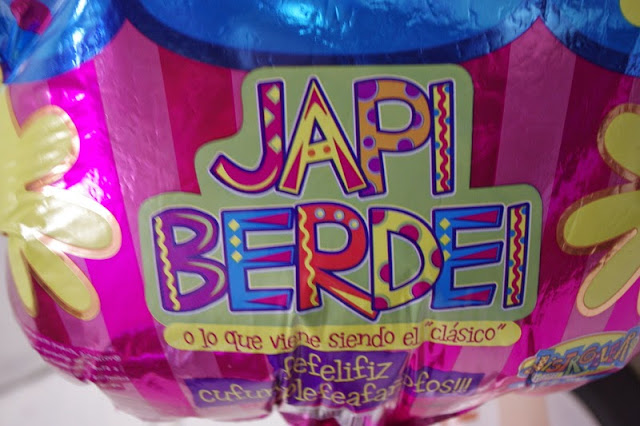 JAPI
BERDEI
o lo que viene siendo el "clásico"
fefelifiz